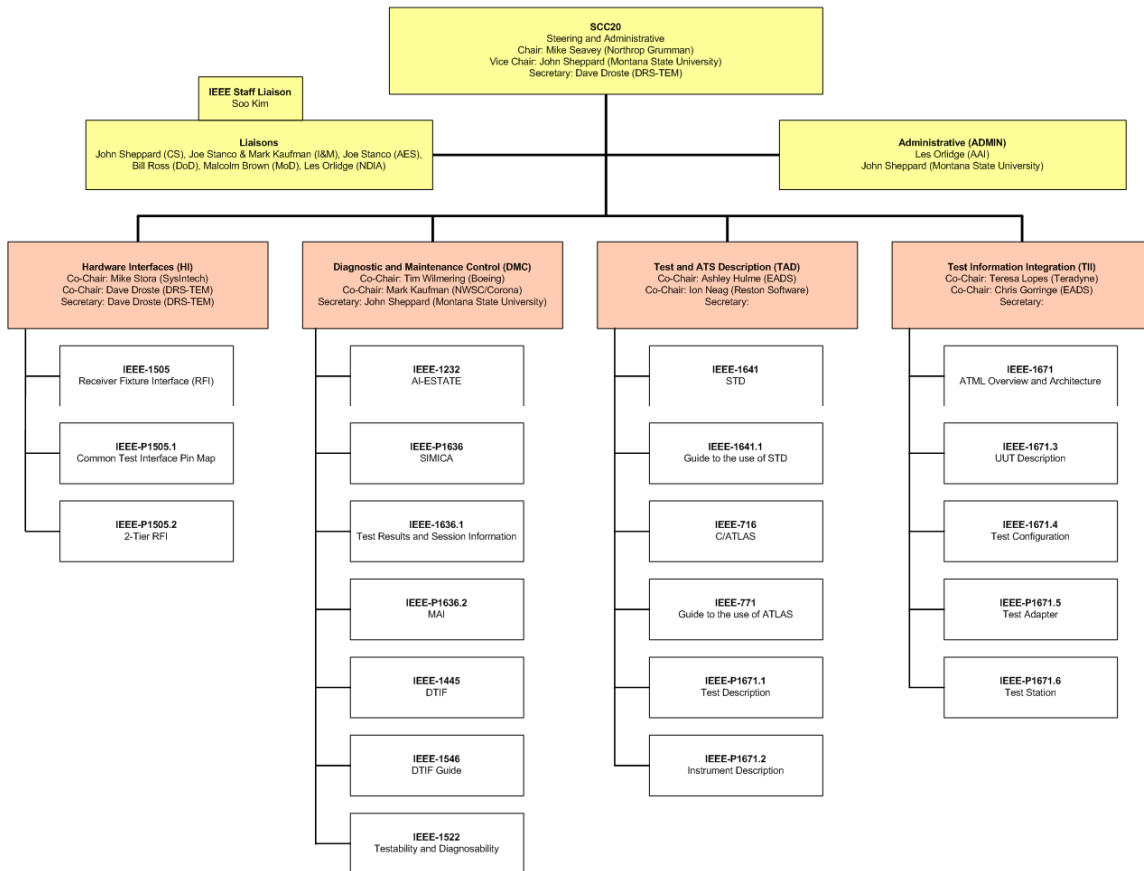 SCC20
Steering and Administrative
Chair: Mike Seavey (Northrop Grumman)
Vice Chair: John Sheppard (Montana State University)
Secretary: Dave Droste (DRS-TEM)
IEEE Staff Liaison
Soo Kim
Liaisons
John Sheppard (CS), Joe Stanco & Mark Kaufman (I&M), Joe Stanco (AES),
Bill Ross (DoD), Malcolm Brown (MoD), Les Orlidge (NDIA)
Administrative (ADMIN)
Les Orlidge (AAI)
John Sheppard (Montana State University)
Hardware Interfaces (HI)
Co-Chair: Mike Stora (SysIntech)
Co-Chair: Dave Droste (DRS-TEM)
Secretary: Dave Droste (DRS-TEM)
IEEE-1505
Receiver Fixture Interface (RFI)
IEEE-P1505.1
Common Test Interface Pin Map
IEEE-P1505.2
2-Tier RFI
Diagnostic and Maintenance Control (DMC)
Co-Chair: Tim Wilmering (Boeing)
Co-Chair: Mark Kaufman (NWSC/Corona)
Secretary: John Sheppard (Montana State University)
IEEE-1232
AI-ESTATE
IEEE-P1636
SIMICA
IEEE-1636.1
Test Results and Session Information
IEEE-P1636.2
MAI
IEEE-1445
DTIF
IEEE-1546
DTIF Guide
IEEE-1522
Testability and Diagnosability
Test and ATS Description (TAD)
Co-Chair: Ashley Hulme (EADS)
Co-Chair: Ion Neag (Reston Software)
Secretary:
IEEE-1641
STD
IEEE-1641.1
Guide to the use of STD
IEEE-716
C/ATLAS
IEEE-771
Guide to the use of ATLAS
IEEE-P1671.1
Test Description
IEEE-P1671.2
Instrument Description
Test Information Integration (TII)
Co-Chair: Teresa Lopes (Teradyne)
Co-Chair: Chris Gorringe (EADS)
Secretary:
IEEE-1671
ATML Overview and Architecture
IEEE-1671.3
UUT Description
IEEE-1671.4
Test Configuration
IEEE-P1671.5
Test Adapter
IEEE-P1671.6
Test Station